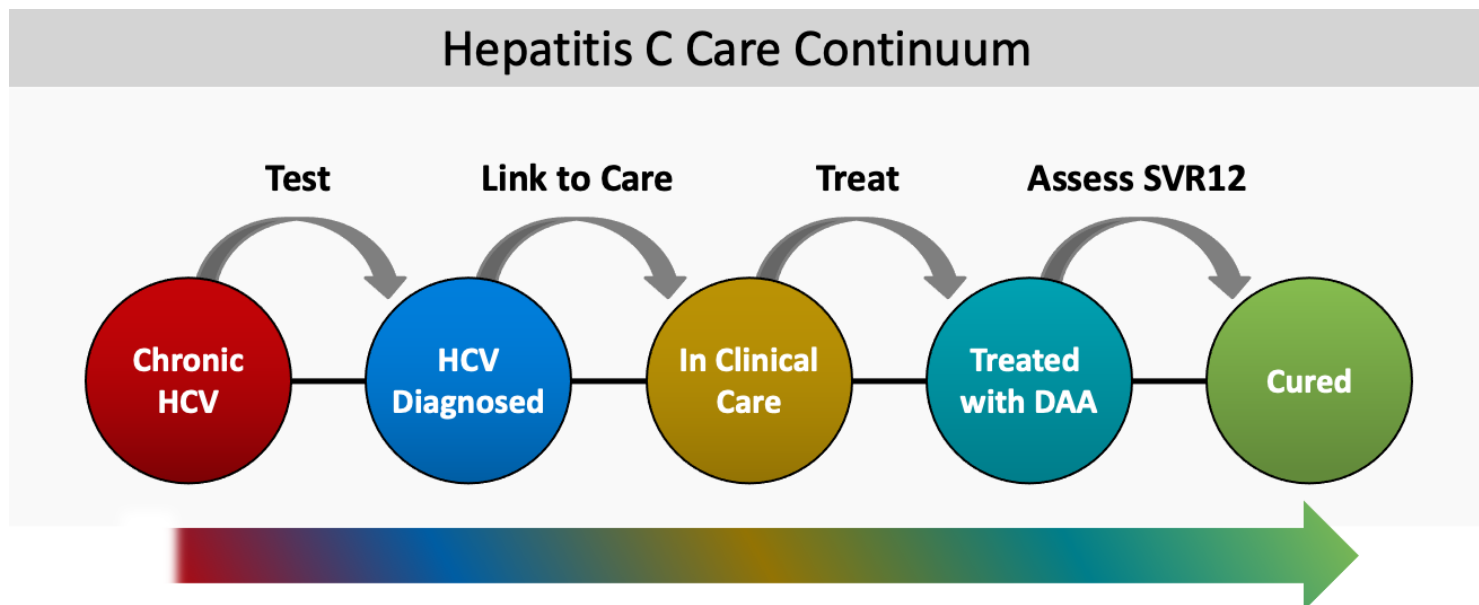 Hepatitis C Care Continuum
Test
Link to Care
Treat
Assess SVR12
Chronic
HCV
HCV
Diagnosed
In Clinical
Care
Treated
with DAA
Cured